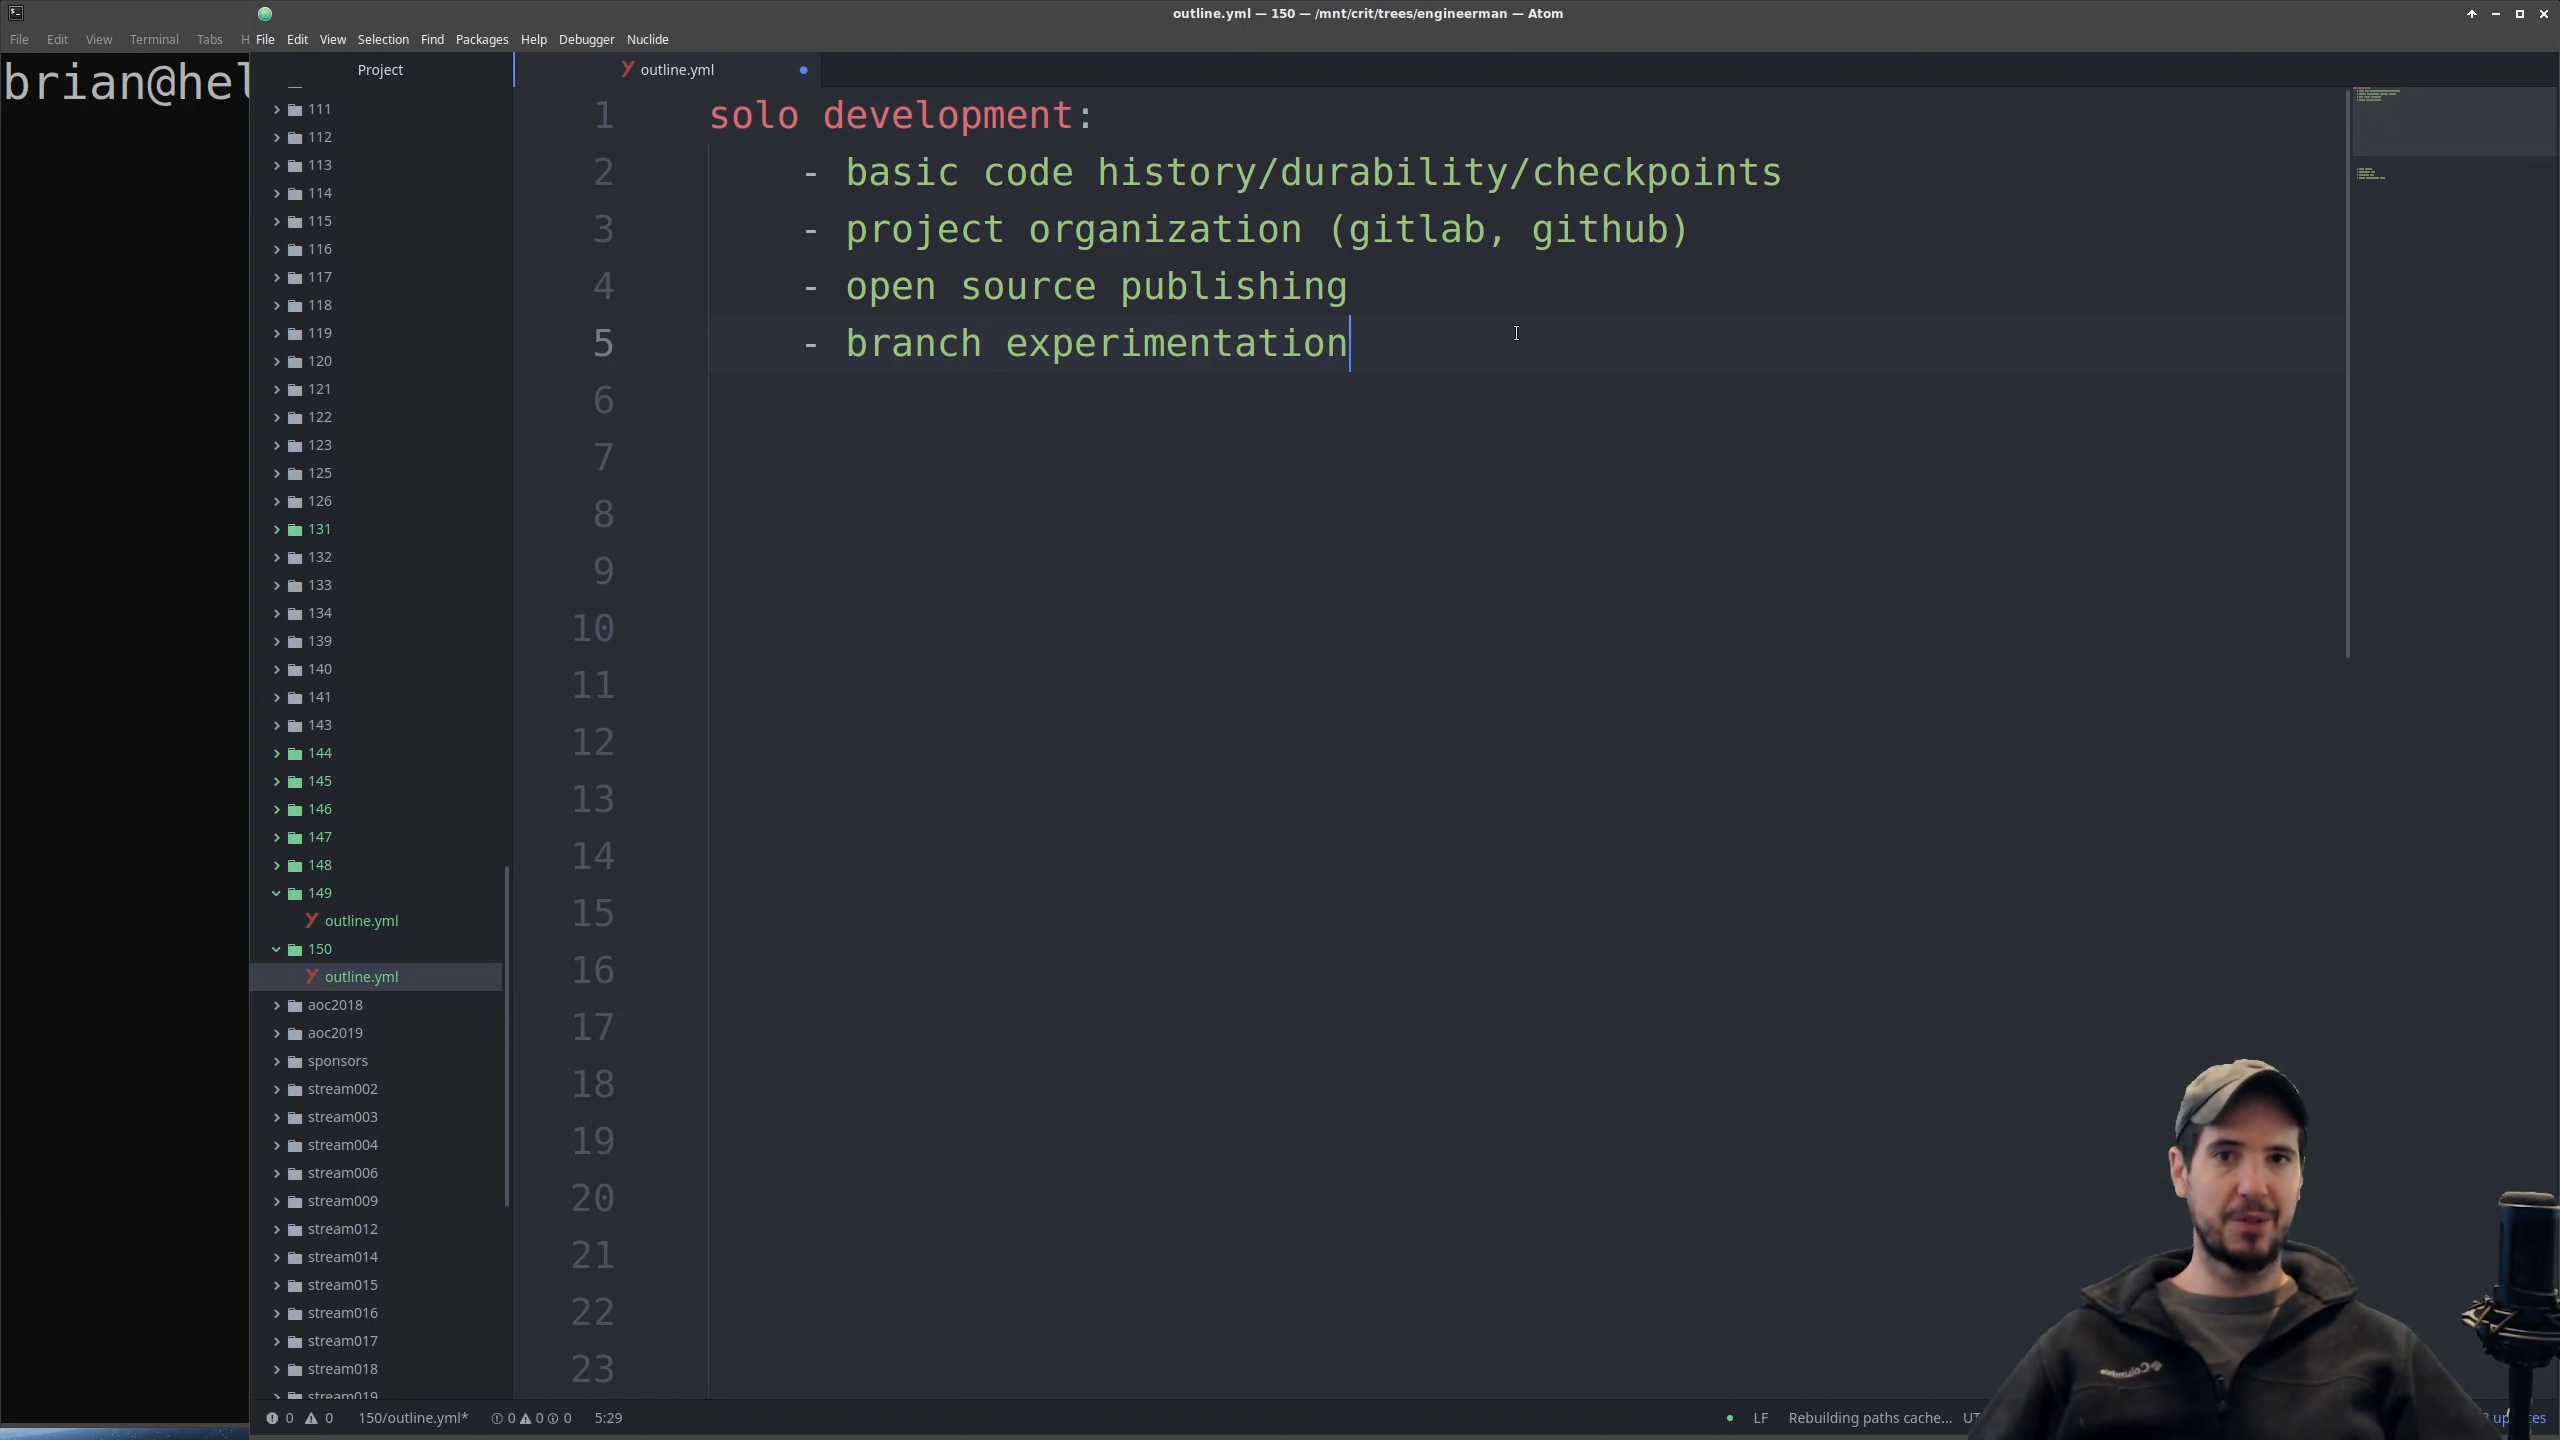 outline.yml — 150 — /mnt/crit/trees/engineerman — Atom
File Edit View Terminal Tabs H
File Edit View Selection Find Packages Help Debugger Nuclide
brian@hel
Project
outline.yml
111
112
113
114
115
116
117
118
119
120
121
122
123
125
126
131
132
133
134
139
140
141
143
144
145
146
147
148
149
outline.yml
150
outline.yml
aoc2018
aoc2019
sponsors
stream002
stream003
stream004
stream006
stream009
stream012
stream014
stream015
stream016
stream017
stream018
stream019
1 solo development:
2 - basic code history/durability/checkpoints
3 - project organization (gitlab, github)
4 - open source publishing
5 - branch experimentation
6
7
8
9
10
11
12
13
14
15
16
17
18
19
20
21
22
23
Columbia
0 0 150/outline.yml* 0 0 0 5:29 LF Rebuilding paths cache... UT